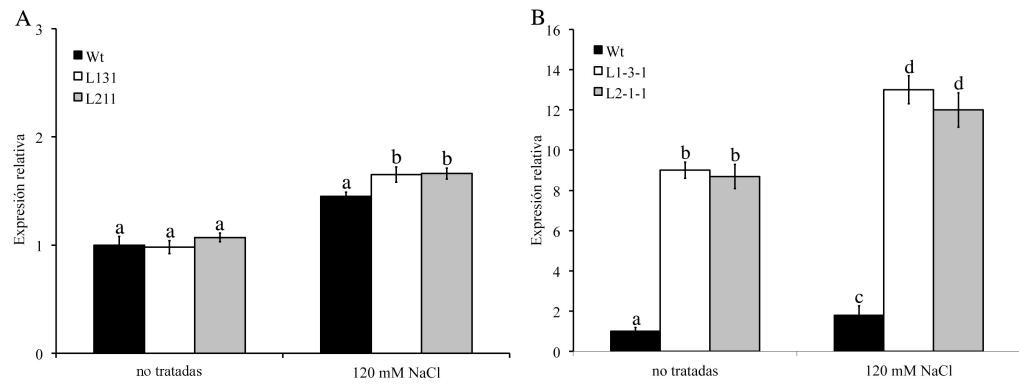 A
Expresión relativa
3
2
1
0
Wt
L131
L211
a
a
a
a
b
b
no tratadas
120 mM NaCl
B
Expresión relativa
16
14
12
10
8
6
4
2
0
Wt
L1-3-1
L2-1-1
a
b
b
c
d
d
no tratadas
120 mM NaCl